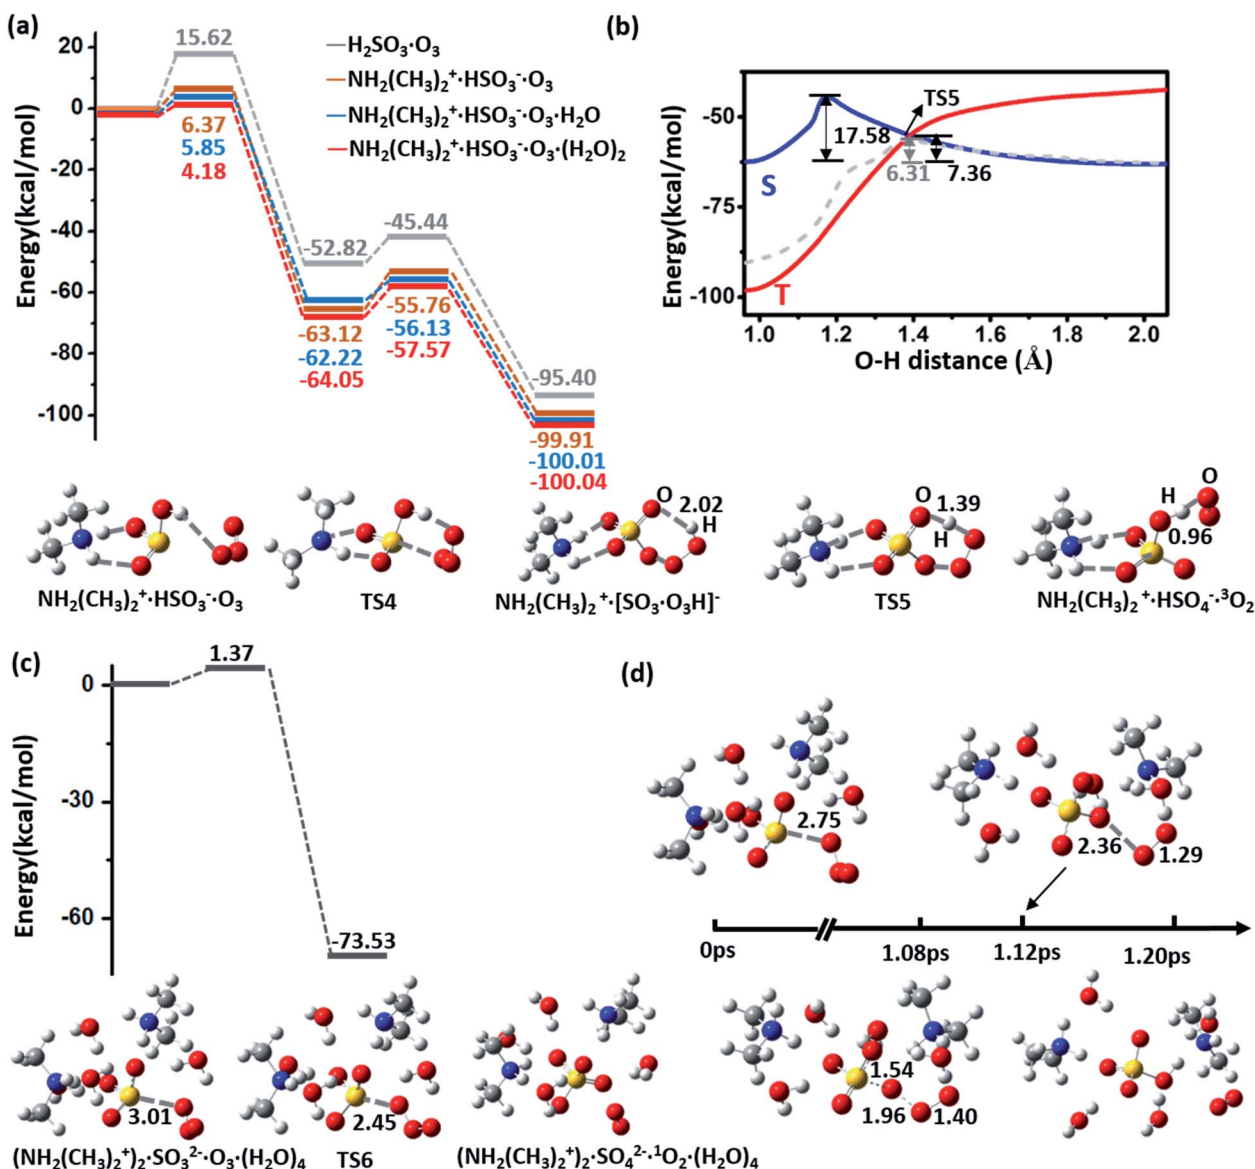 (a)
20
0
-20
-40
-60
-80
-100
Energy(kcal/mol)
H₂SO₃·O₃
NH₂(CH₃)₂⁺·HSO₃⁻·O₃
NH₂(CH₃)₂⁺·HSO₃⁻·O₃·H₂O
NH₂(CH₃)₂⁺·HSO₃⁻·O₃·(H₂O)₂
15.62
6.37
5.85
4.18
-52.82
-63.12
-62.22
-64.05
-45.44
-55.76
-56.13
-57.57
-95.40
-99.91
-100.01
-100.04
(b)
Energy(kcal/mol)
-50
-75
-100
TS5
17.58
6.31
7.36
S
T
1.0 1.2 1.4 1.6 1.8 2.0
O-H distance (Å)
O
2.02
H
O
1.39
H
H
O
0.96
NH₂(CH₃)₂⁺·HSO₃⁻·O₃
TS4
NH₂(CH₃)₂⁺·[SO₃·O₃H]⁻
TS5
NH₂(CH₃)₂⁺·HSO₄⁻·³O₂
(c)
Energy(kcal/mol)
0
-30
-60
1.37
-73.53
3.01
2.45
(NH₂(CH₃)₂⁺)₂·SO₃²⁻·O₃·(H₂O)₄
TS6
(NH₂(CH₃)₂⁺)₂·SO₄²⁻·¹O₂·(H₂O)₄
(d)
2.75
2.36
1.29
0ps
1.08ps
1.12ps
1.20ps
1.54
1.96
1.40